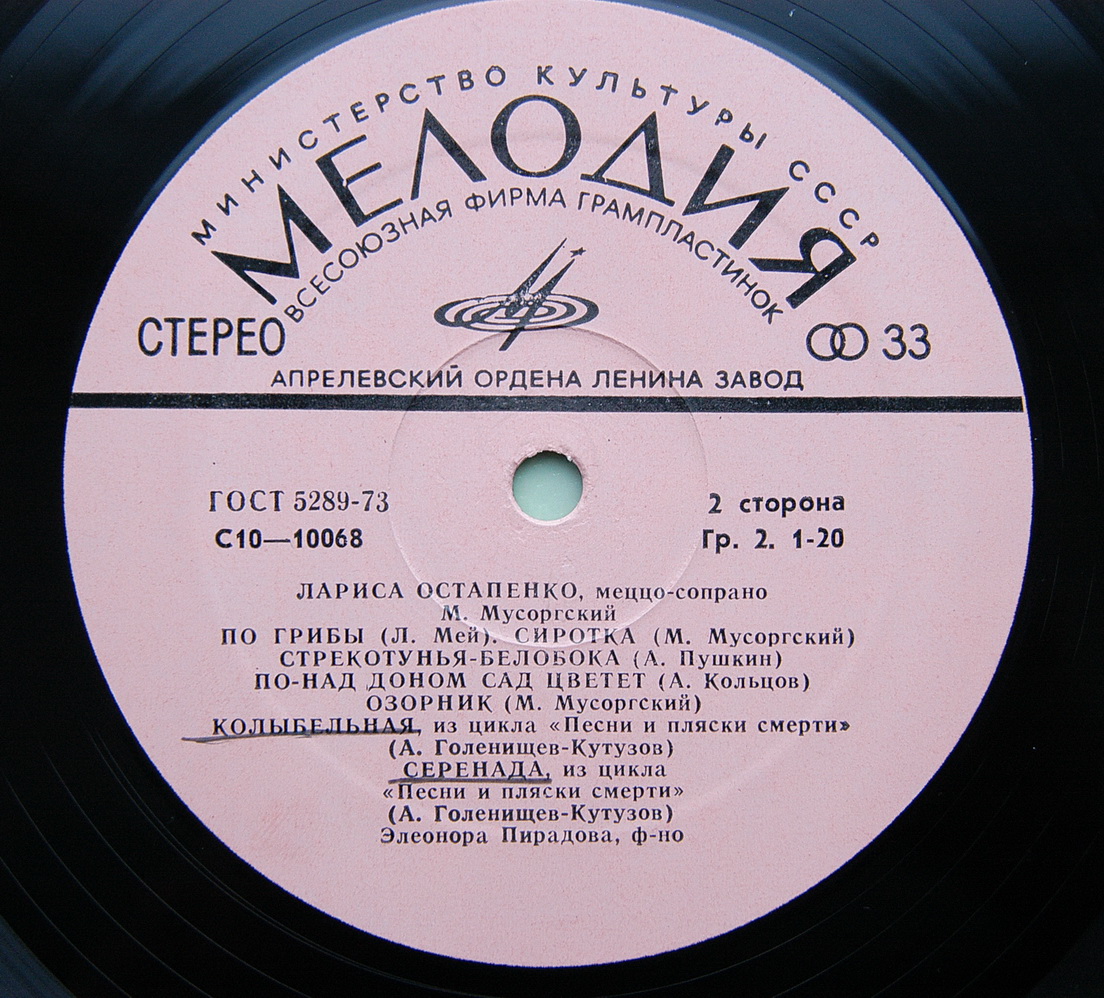 МИНИСТЕРСТВО КУЛЬТУРЫ СССР
МЕЛОДИЯ
ВСЕСОЮЗНАЯ ФИРМА ГРАМПЛАСТИНОК
СТЕРЕО
33
АПРЕЛЕВСКИЙ ОРДЕНА ЛЕНИНА ЗАВОД
ГОСТ 5289-73
2 сторона
С10—10068
Гр. 2. 1-20
ЛАРИСА ОСТАПЕНКО, меццо-сопрано
М. Мусоргский
ПО ГРИБЫ (Л. Мей). СИРОТКА (М. Мусоргский)
СТРЕКОТУНЬЯ-БЕЛОБОКА (А. Пушкин)
ПО-НАД ДОНОМ САД ЦВЕТЕТ (А. Кольцов)
ОЗОРНИК (М. Мусоргский)
КОЛЫБЕЛЬНАЯ, из цикла «Песни и пляски смерти»
(А. Голенищев-Кутузов)
СЕРЕНАДА, из цикла
«Песни и пляски смерти»
(А. Голенищев-Кутузов)
Элеонора Пирадова, ф-но